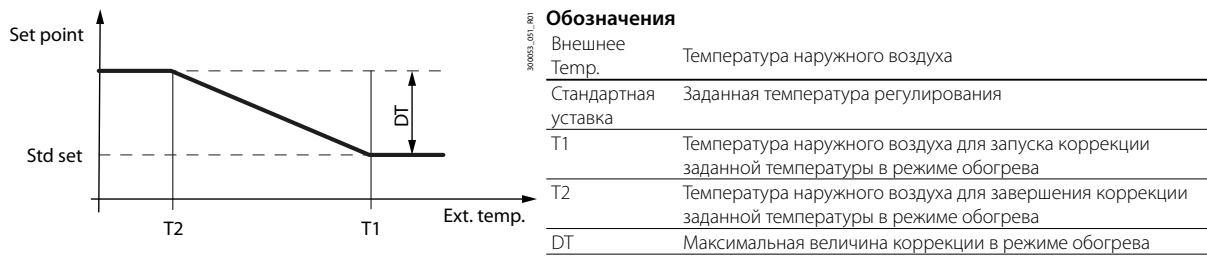 Set point
Std set
DT
T2
T1
Ext. temp.
300053_051_R01
Обозначения
Внешнее Temp.
Температура наружного воздуха
Стандартная уставка
Заданная температура регулирования
T1
Температура наружного воздуха для запуска коррекции
заданной температуры в режиме обогрева
T2
Температура наружного воздуха для завершения коррекции
заданной температуры в режиме обогрева
DT
Максимальная величина коррекции в режиме обогрева